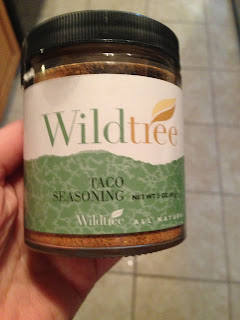 Wildtree
TACO
SEASONING NET WT
Wildtree ALL NATURAL